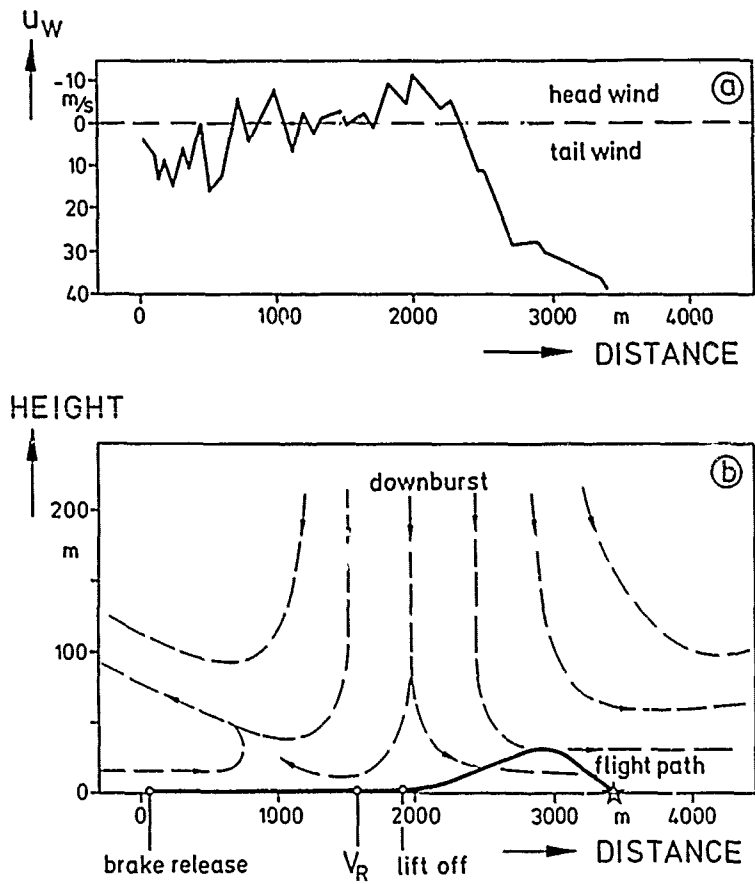 u_W
ⓐ
-10
m/s
0
10
20
30
40
head wind
tail wind
0 1000 2000 3000 m 4000
DISTANCE
HEIGHT
ⓑ
downburst
200
m
100
0
flight path
0 1000 2000 3000 m 4000
brake release V_R lift off DISTANCE